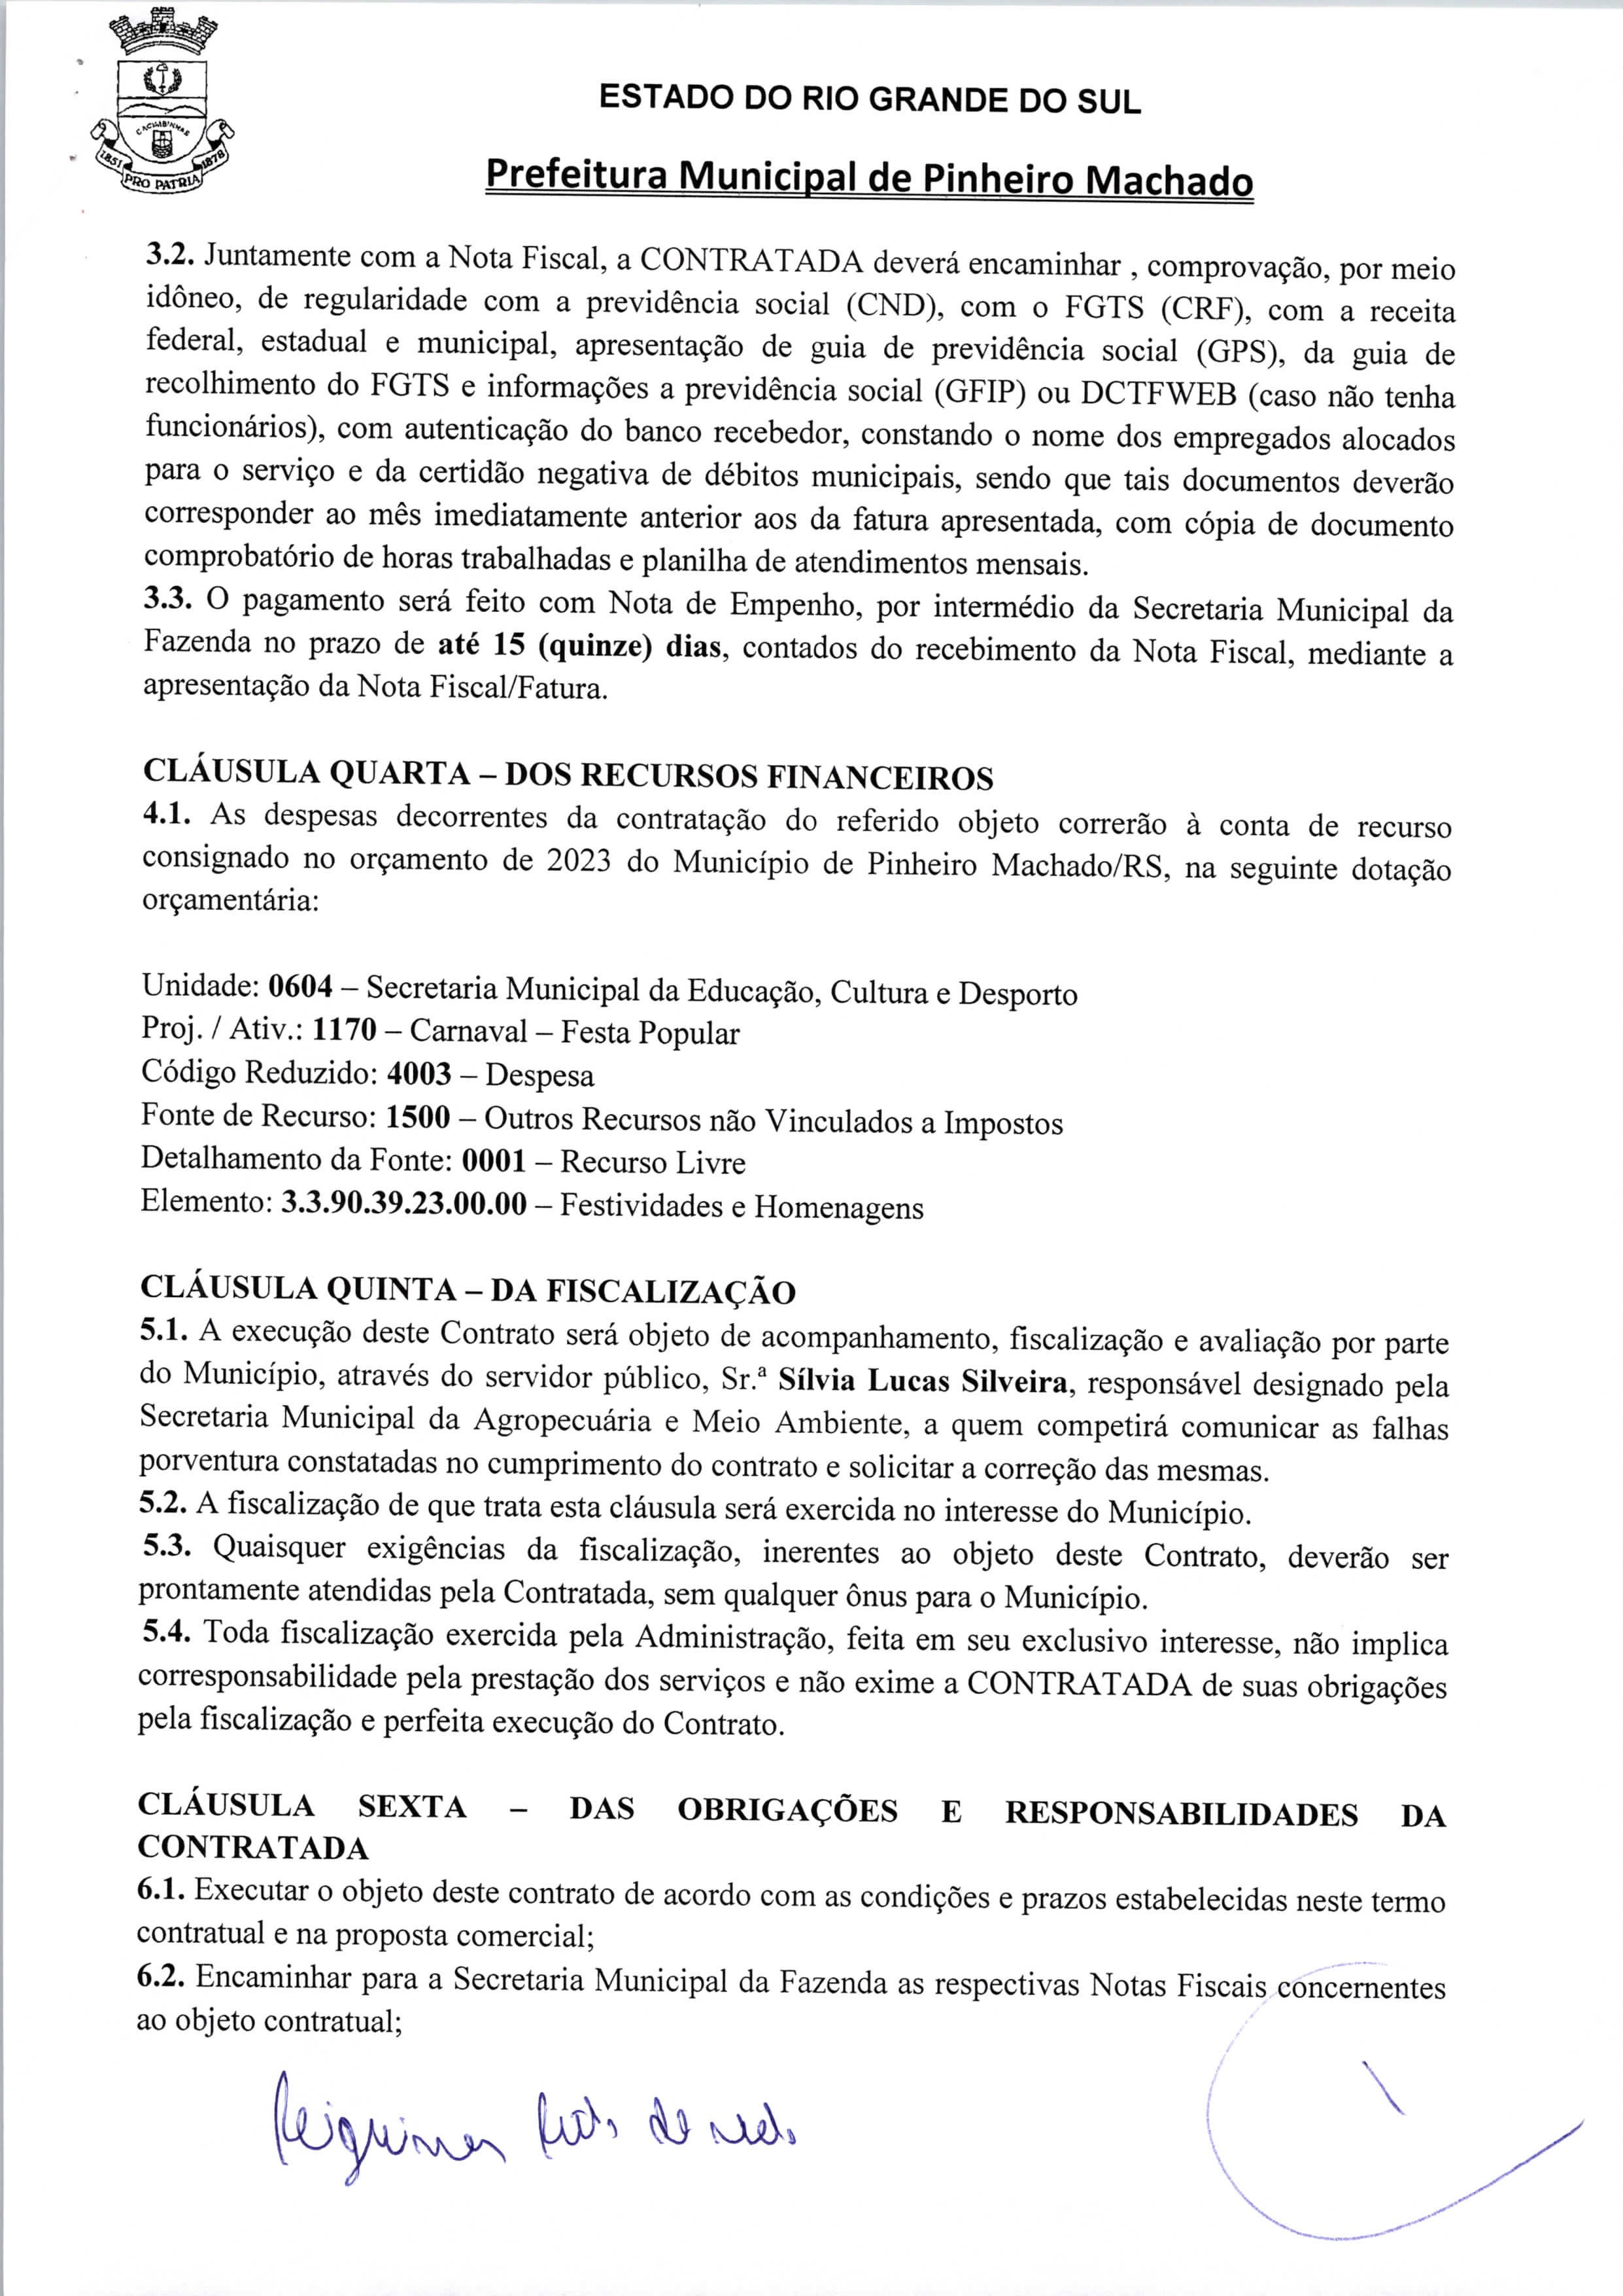 CACIMBINHAS
1851
1878
PRO PATRIA
ESTADO DO RIO GRANDE DO SUL
Prefeitura Municipal de Pinheiro Machado
3.2. Juntamente com a Nota Fiscal, a CONTRATADA deverá encaminhar , comprovação, por meio
idôneo, de regularidade com a previdência social (CND), com o FGTS (CRF), com a receita
federal, estadual e municipal, apresentação de guia de previdência social (GPS), da guia de
recolhimento do FGTS e informações a previdência social (GFIP) ou DCTFWEB (caso não tenha
funcionários), com autenticação do banco recebedor, constando o nome dos empregados alocados
para o serviço e da certidão negativa de débitos municipais, sendo que tais documentos deverão
corresponder ao mês imediatamente anterior aos da fatura apresentada, com cópia de documento
comprobatório de horas trabalhadas e planilha de atendimentos mensais.
3.3. O pagamento será feito com Nota de Empenho, por intermédio da Secretaria Municipal da
Fazenda no prazo de até 15 (quinze) dias, contados do recebimento da Nota Fiscal, mediante a
apresentação da Nota Fiscal/Fatura.
CLÁUSULA QUARTA – DOS RECURSOS FINANCEIROS
4.1. As despesas decorrentes da contratação do referido objeto correrão à conta de recurso
consignado no orçamento de 2023 do Município de Pinheiro Machado/RS, na seguinte dotação
orçamentária:
Unidade: 0604 – Secretaria Municipal da Educação, Cultura e Desporto
Proj. / Ativ.: 1170 – Carnaval – Festa Popular
Código Reduzido: 4003 – Despesa
Fonte de Recurso: 1500 – Outros Recursos não Vinculados a Impostos
Detalhamento da Fonte: 0001 – Recurso Livre
Elemento: 3.3.90.39.23.00.00 – Festividades e Homenagens
CLÁUSULA QUINTA – DA FISCALIZAÇÃO
5.1. A execução deste Contrato será objeto de acompanhamento, fiscalização e avaliação por parte
do Município, através do servidor público, Sr.ª Sílvia Lucas Silveira, responsável designado pela
Secretaria Municipal da Agropecuária e Meio Ambiente, a quem competirá comunicar as falhas
porventura constatadas no cumprimento do contrato e solicitar a correção das mesmas.
5.2. A fiscalização de que trata esta cláusula será exercida no interesse do Município.
5.3. Quaisquer exigências da fiscalização, inerentes ao objeto deste Contrato, deverão ser
prontamente atendidas pela Contratada, sem qualquer ônus para o Município.
5.4. Toda fiscalização exercida pela Administração, feita em seu exclusivo interesse, não implica
corresponsabilidade pela prestação dos serviços e não exime a CONTRATADA de suas obrigações
pela fiscalização e perfeita execução do Contrato.
CLÁUSULA SEXTA – DAS OBRIGAÇÕES E RESPONSABILIDADES DA
CONTRATADA
6.1. Executar o objeto deste contrato de acordo com as condições e prazos estabelecidas neste termo
contratual e na proposta comercial;
6.2. Encaminhar para a Secretaria Municipal da Fazenda as respectivas Notas Fiscais concernentes
ao objeto contratual;